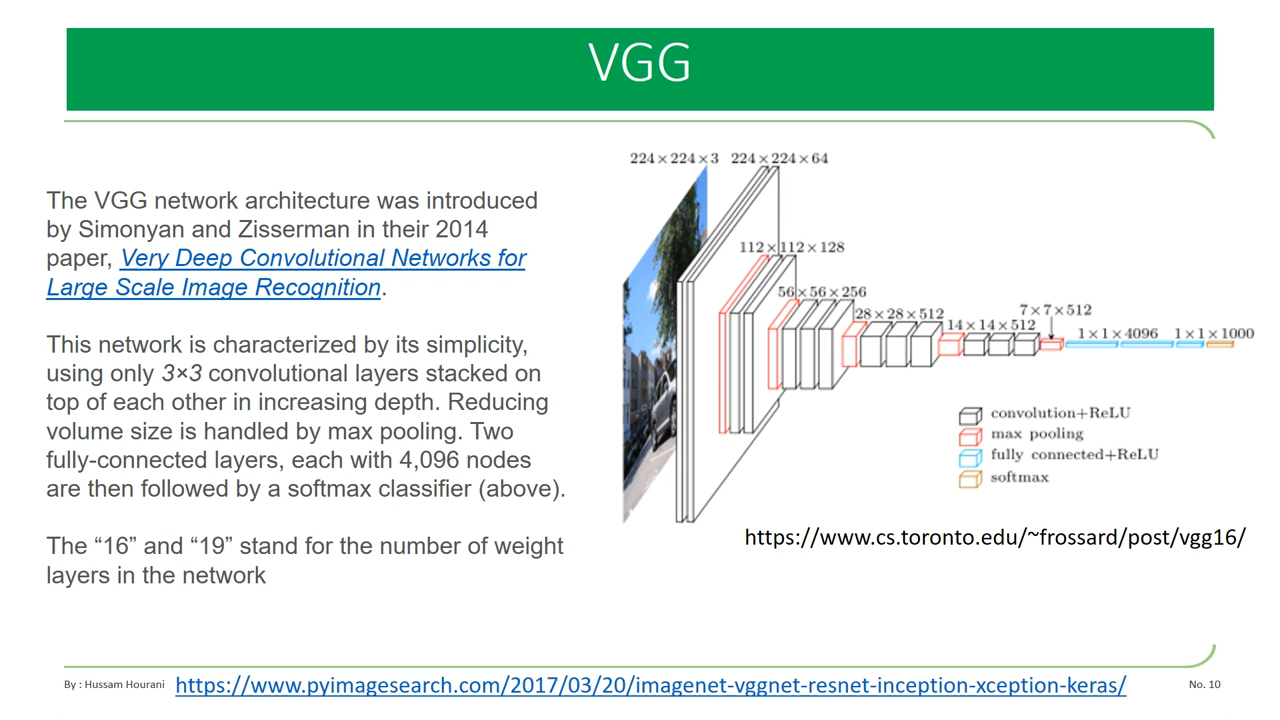 VGG
The VGG network architecture was introduced
by Simonyan and Zisserman in their 2014
paper, Very Deep Convolutional Networks for
Large Scale Image Recognition.
This network is characterized by its simplicity,
using only 3×3 convolutional layers stacked on
top of each other in increasing depth. Reducing
volume size is handled by max pooling. Two
fully-connected layers, each with 4,096 nodes
are then followed by a softmax classifier (above).
The “16” and “19” stand for the number of weight
layers in the network
224×224×3 224×224×64
112×112×128
56×56×256
28×28×512
14×14×512
7×7×512
1×1×4096 1×1×1000
convolution+ReLU
max pooling
fully connected+ReLU
softmax
https://www.cs.toronto.edu/~frossard/post/vgg16/
By : Hussam Hourani https://www.pyimagesearch.com/2017/03/20/imagenet-vggnet-resnet-inception-xception-keras/ No. 10